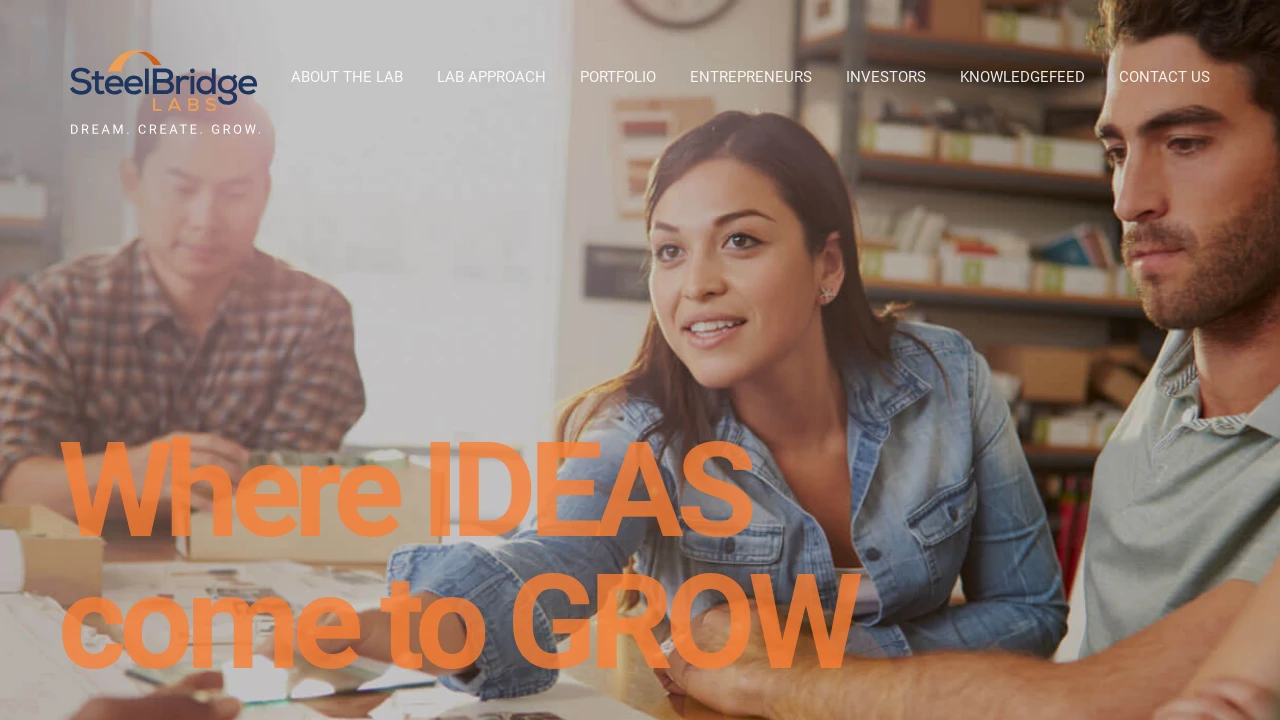 SteelBridge
LABS
DREAM. CREATE. GROW.
ABOUT THE LAB
LAB APPROACH
PORTFOLIO
ENTREPRENEURS
INVESTORS
KNOWLEDGEFEED
CONTACT US
Where IDEAS
come to GROW